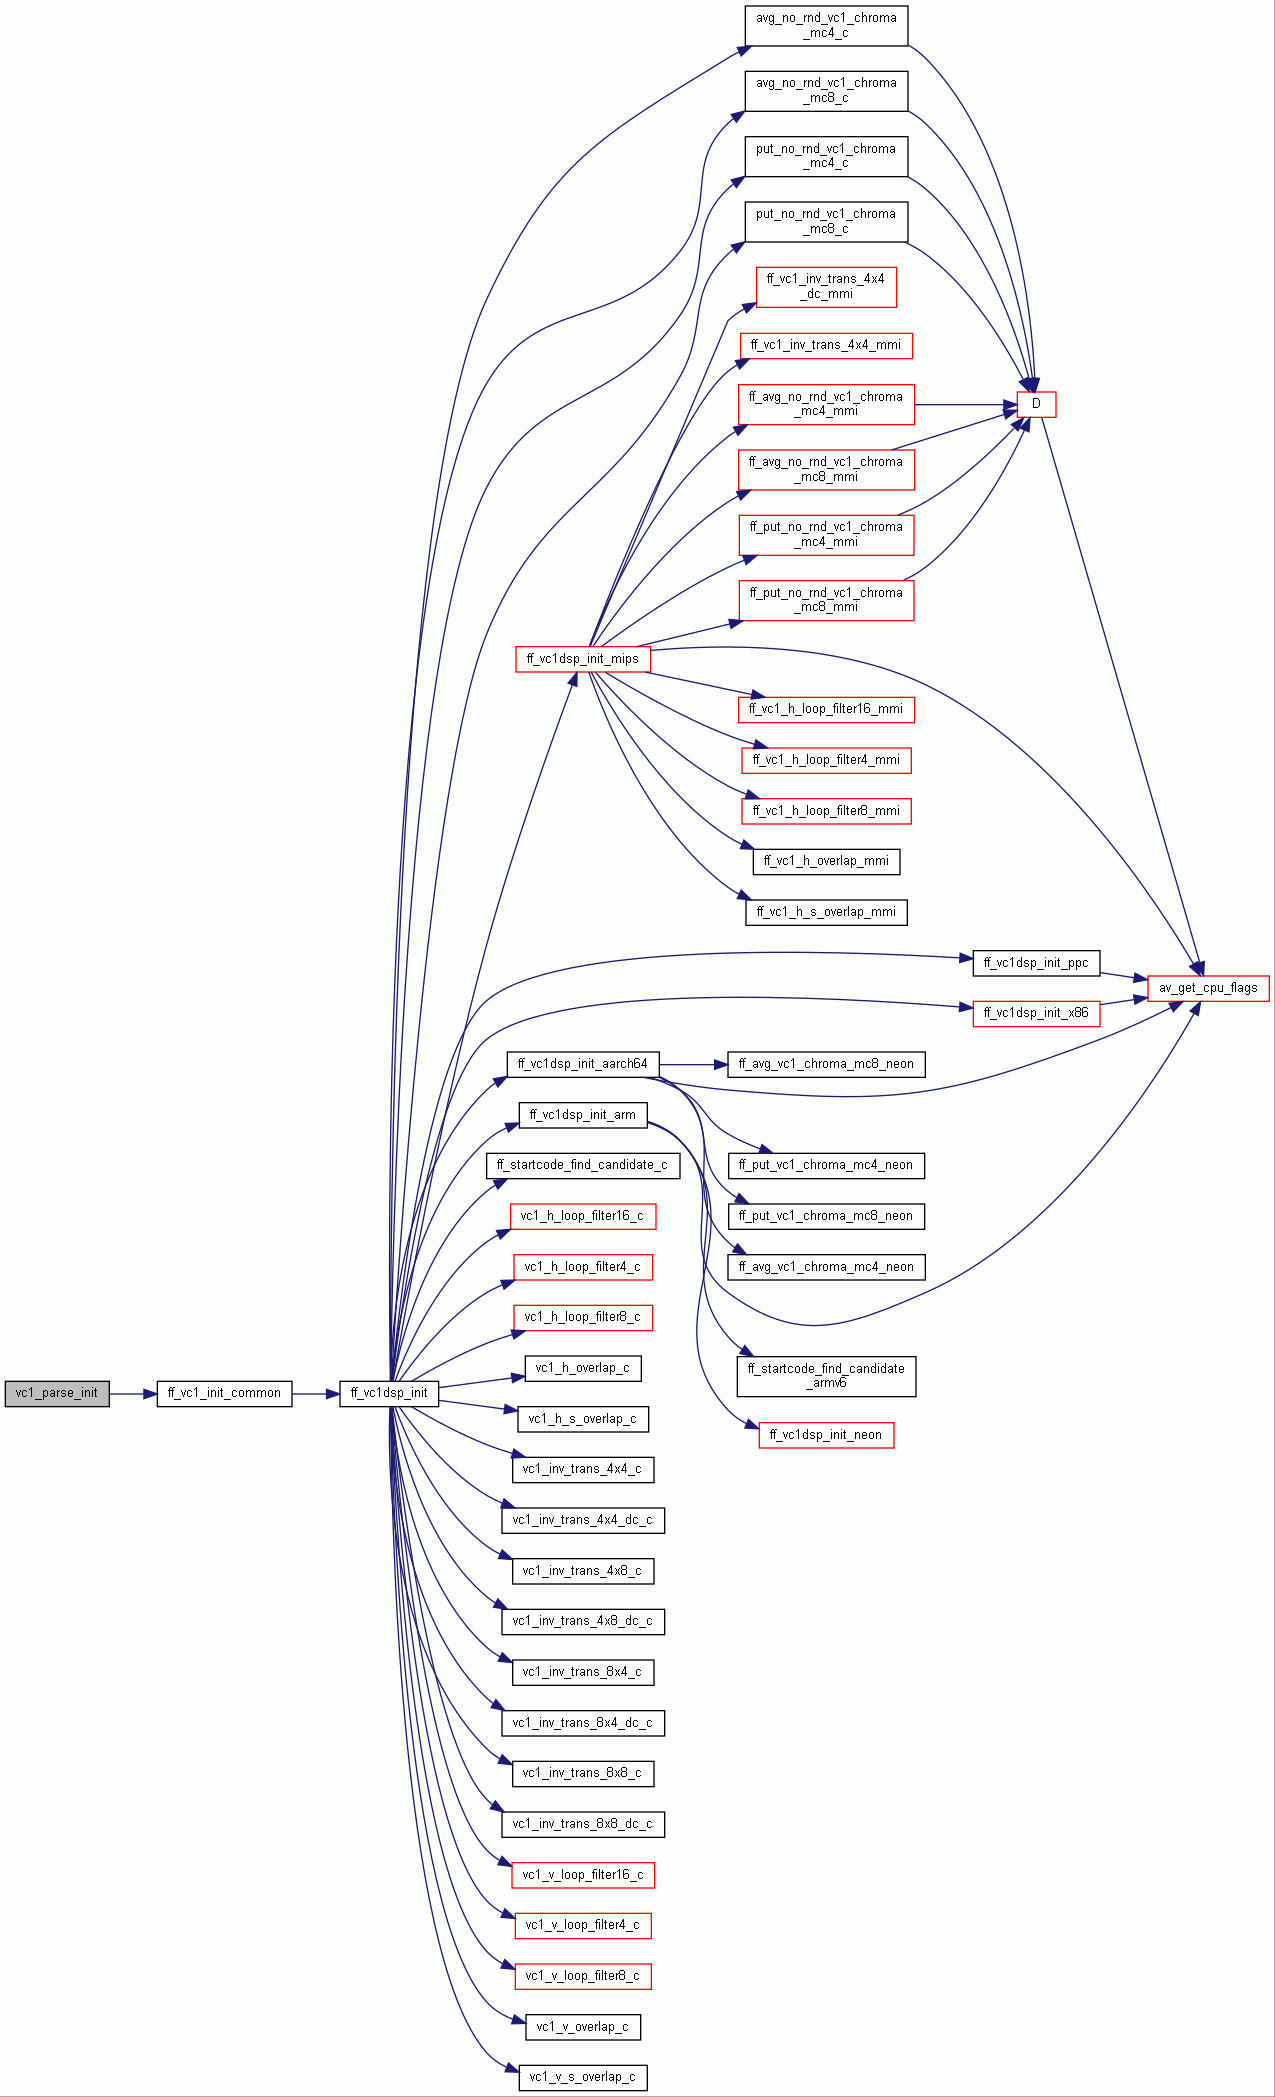 avg_no_rnd_vc1_chroma
_mc4_c
avg_no_rnd_vc1_chroma
_mc8_c
put_no_rnd_vc1_chroma
_mc4_c
put_no_rnd_vc1_chroma
_mc8_c
ff_vc1_inv_trans_4x4
_dc_mmi
ff_vc1_inv_trans_4x4_mmi
ff_avg_no_rnd_vc1_chroma
_mc4_mmi
D
ff_avg_no_rnd_vc1_chroma
_mc8_mmi
ff_put_no_rnd_vc1_chroma
_mc4_mmi
ff_put_no_rnd_vc1_chroma
_mc8_mmi
ff_vc1dsp_init_mips
ff_vc1_h_loop_filter16_mmi
ff_vc1_h_loop_filter4_mmi
ff_vc1_h_loop_filter8_mmi
ff_vc1_h_overlap_mmi
ff_vc1_h_s_overlap_mmi
ff_vc1dsp_init_ppc
av_get_cpu_flags
ff_vc1dsp_init_x86
ff_vc1dsp_init_aarch64
ff_avg_vc1_chroma_mc8_neon
ff_vc1dsp_init_arm
ff_startcode_find_candidate_c
ff_put_vc1_chroma_mc4_neon
vc1_h_loop_filter16_c
ff_put_vc1_chroma_mc8_neon
vc1_h_loop_filter4_c
ff_avg_vc1_chroma_mc4_neon
vc1_h_loop_filter8_c
vc1_h_overlap_c
ff_startcode_find_candidate
_armv6
vc1_parse_init
ff_vc1_init_common
ff_vc1dsp_init
vc1_h_s_overlap_c
ff_vc1dsp_init_neon
vc1_inv_trans_4x4_c
vc1_inv_trans_4x4_dc_c
vc1_inv_trans_4x8_c
vc1_inv_trans_4x8_dc_c
vc1_inv_trans_8x4_c
vc1_inv_trans_8x4_dc_c
vc1_inv_trans_8x8_c
vc1_inv_trans_8x8_dc_c
vc1_v_loop_filter16_c
vc1_v_loop_filter4_c
vc1_v_loop_filter8_c
vc1_v_overlap_c
vc1_v_s_overlap_c